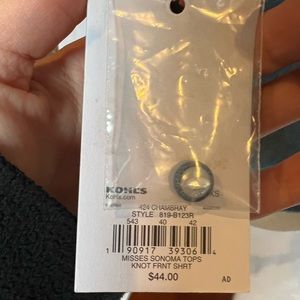 KOHLS
Kohls.com
424 CHAMBRAY
STYLE: 819-B123R
543 40 42
1 90917 39306 4
MISSES SONOMA TOPS
KNOT FRNT SHRT
$44.00 AD